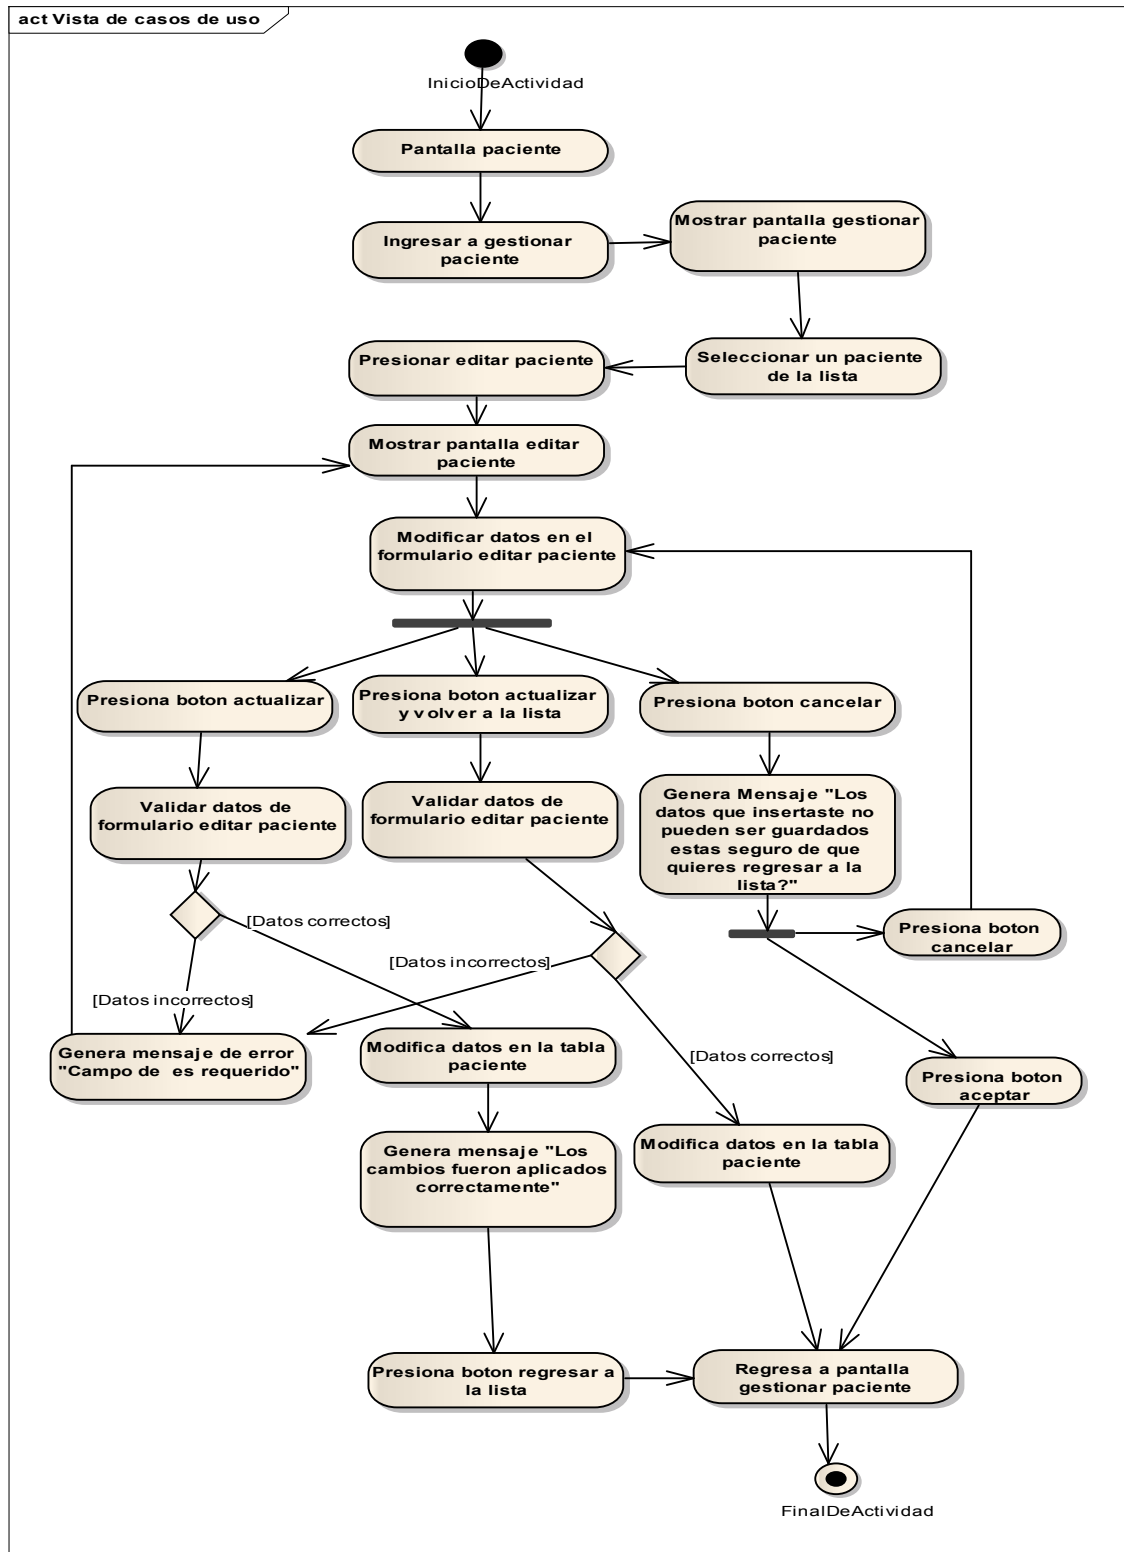 act Vista de casos de uso
InicioDeActividad
Pantalla paciente
Ingresar a gestionar
paciente
Mostrar pantalla gestionar
paciente
Seleccionar un paciente
de la lista
Presionar editar paciente
Mostrar pantalla editar
paciente
Modificar datos en el
formulario editar paciente
Presiona boton actualizar
Presiona boton actualizar
y volver a la lista
Presiona boton cancelar
Validar datos de
formulario editar paciente
Validar datos de
formulario editar paciente
Genera Mensaje "Los
datos que insertaste no
pueden ser guardados
estas seguro de que
quieres regresar a la
lista?"
[Datos correctos]
Presiona boton
cancelar
[Datos incorrectos]
[Datos incorrectos]
Genera mensaje de error
"Campo de  es requerido"
Modifica datos en la tabla
paciente
[Datos correctos]
Presiona boton
aceptar
Genera mensaje "Los
cambios fueron aplicados
correctamente"
Modifica datos en la tabla
paciente
Presiona boton regresar a
la lista
Regresa a pantalla
gestionar paciente
FinalDeActividad